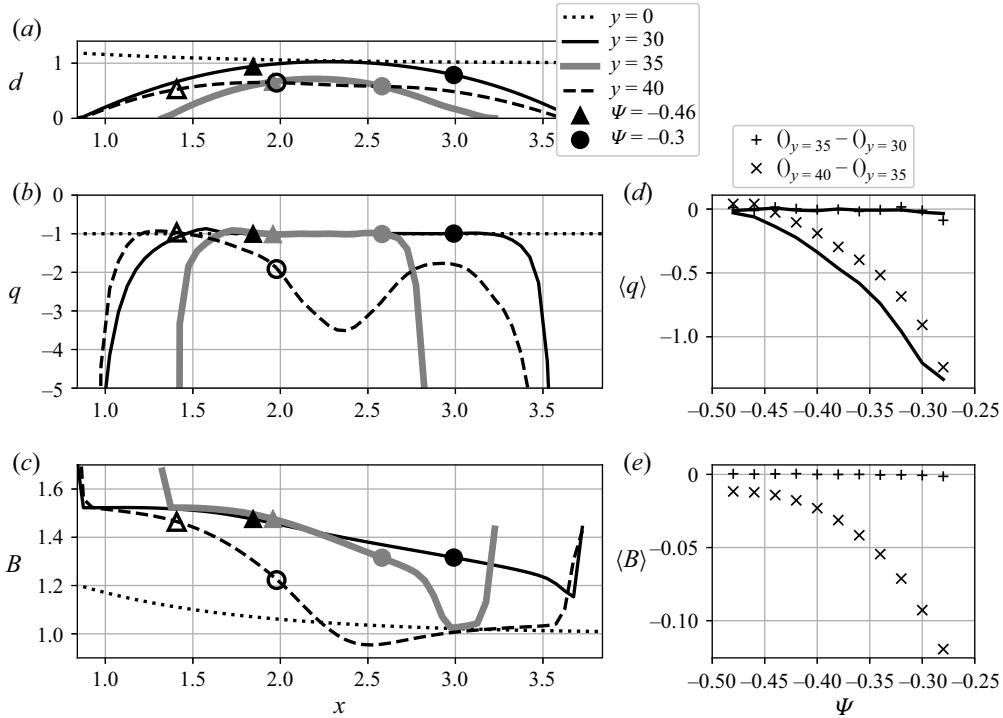 (a)
d
1
0
1.0 1.5 2.0 2.5 3.0 3.5
y = 0
y = 30
y = 35
y = 40
Ψ = –0.46
Ψ = –0.3
(b)
q
0
–1
–2
–3
–4
–5
1.0 1.5 2.0 2.5 3.0 3.5
(c)
B
1.6
1.4
1.2
1.0
1.0 1.5 2.0 2.5 3.0 3.5
x
()y = 35 – ()y = 30
()y = 40 – ()y = 35
(d)
⟨q⟩
0
–0.5
–1.0
–0.50 –0.45 –0.40 –0.35 –0.30 –0.25
(e)
⟨B⟩
0
–0.05
–0.10
–0.50 –0.45 –0.40 –0.35 –0.30 –0.25
Ψ